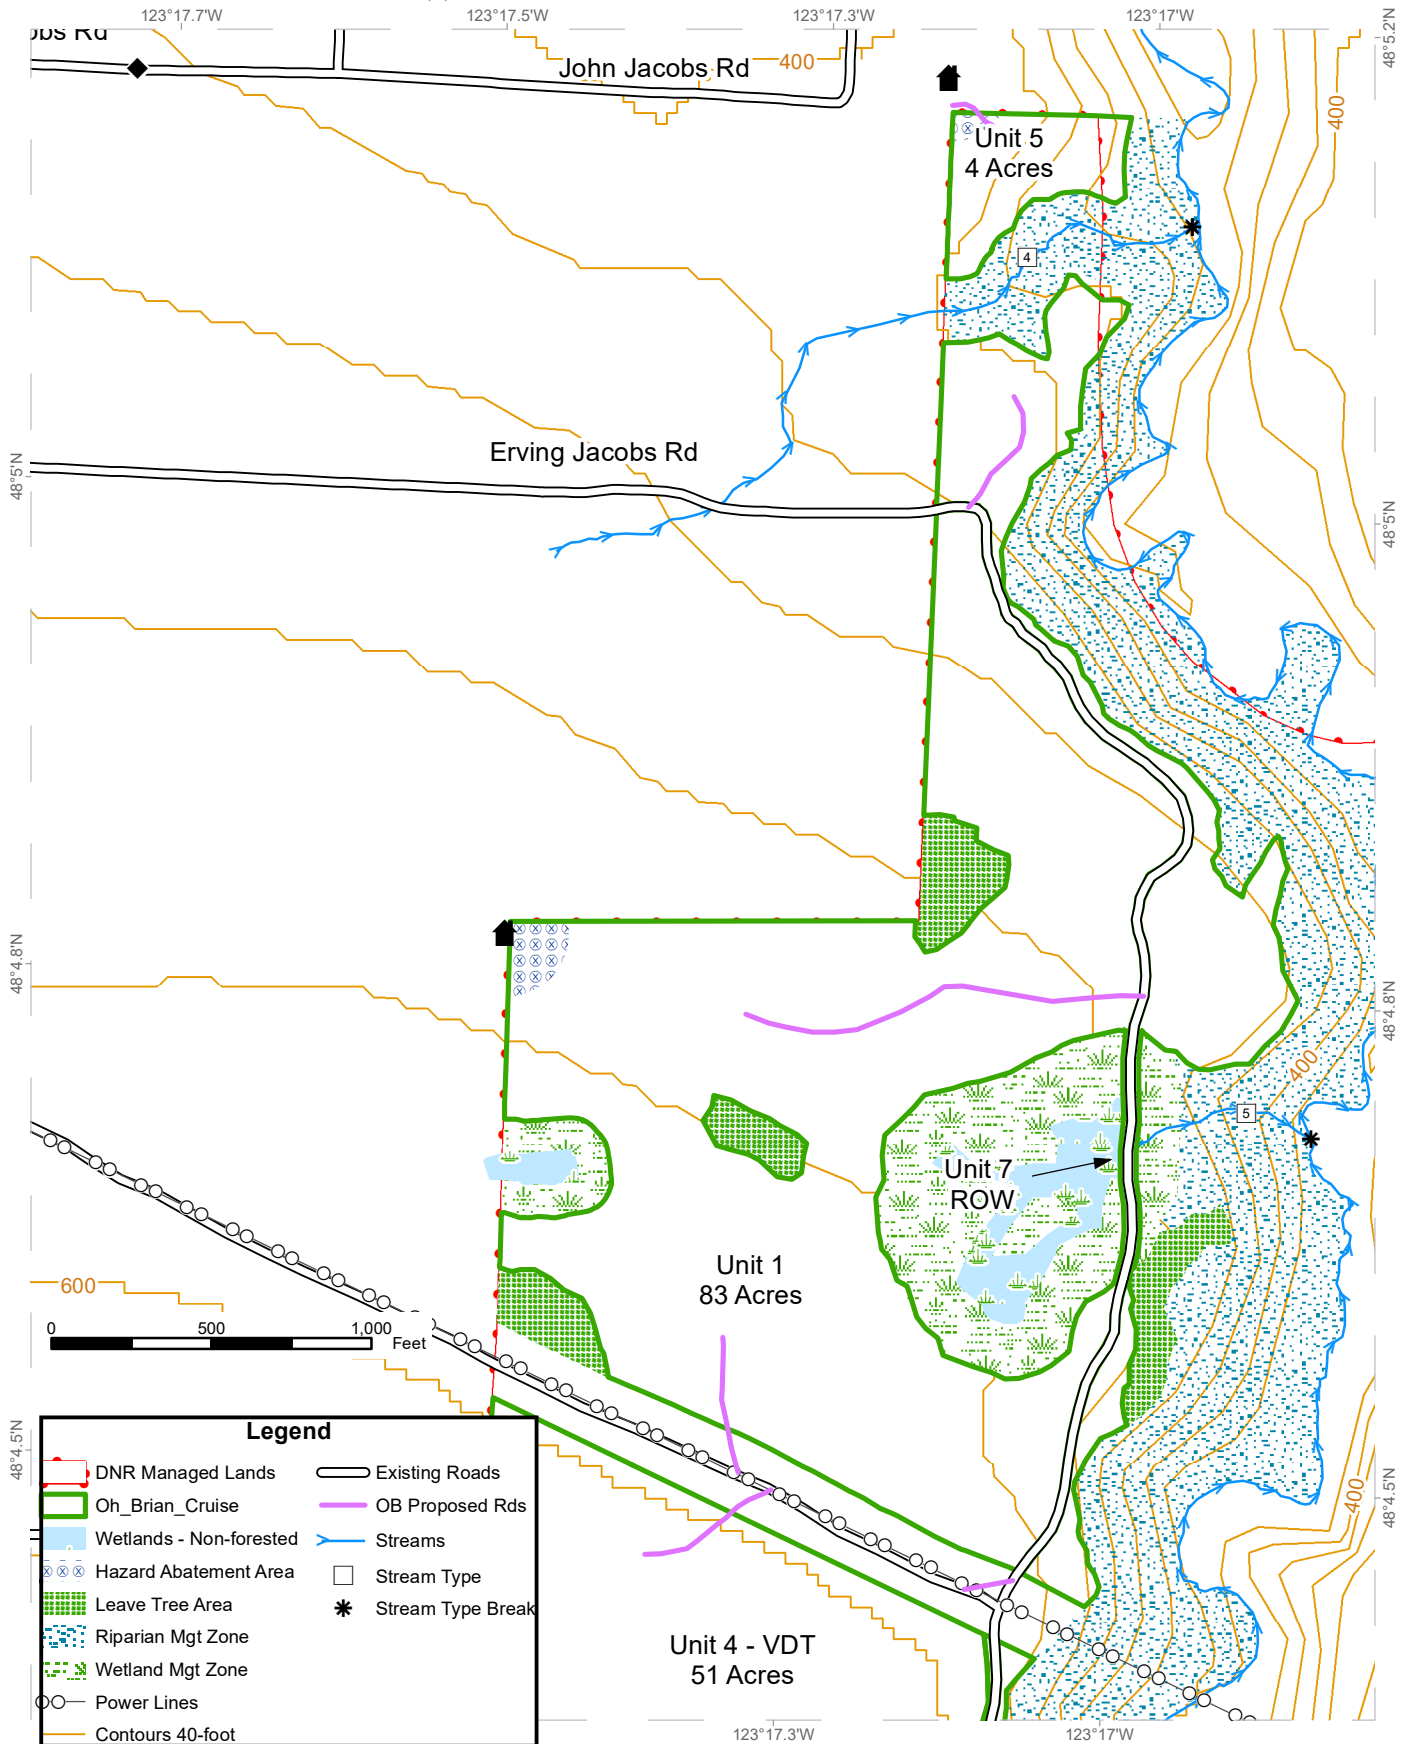 123°17.7'W
123°17.5'W
123°17.3'W
123°17'W
48°5.2'N
John Jacobs Rd
400
400
Unit 5
4 Acres
4
Erving Jacobs Rd
48°5'N
48°5'N
48°4.8'N
48°4.8'N
400
5
Unit 7
ROW
Unit 1
83 Acres
600
0 500 1,000
Feet
48°4.5'N
48°4.5'N
400
Legend
DNR Managed Lands
Existing Roads
Oh_Brian_Cruise
OB Proposed Rds
Wetlands - Non-forested
Streams
Hazard Abatement Area
Stream Type
Leave Tree Area
Stream Type Break
Riparian Mgt Zone
Wetland Mgt Zone
Power Lines
Contours 40-foot
Unit 4 - VDT
51 Acres
123°17.3'W
123°17'W